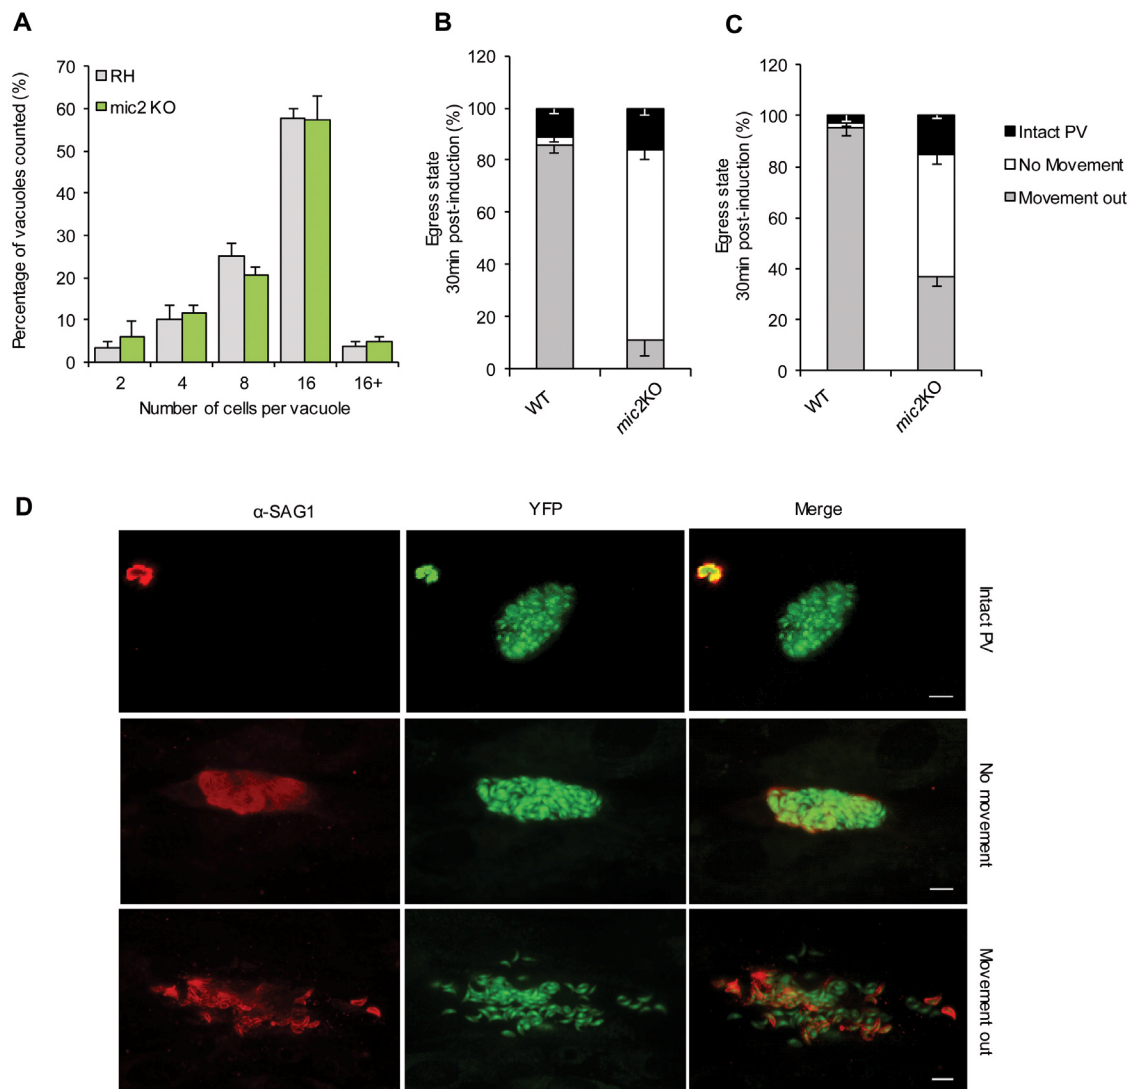 A
Percentage of vacuoles counted (%)
70
60
50
40
30
20
10
0
RH
mic2 KO
2 4 8 16 16+
Number of cells per vacuole
B
Egress state
30min post-induction (%)
120
100
80
60
40
20
0
WT
mic2KO
C
Egress state
30min post-induction (%)
120
100
80
60
40
20
0
WT
mic2KO
Intact PV
No Movement
Movement out
D
α-SAG1 YFP Merge
Intact PV
No movement
Movement out